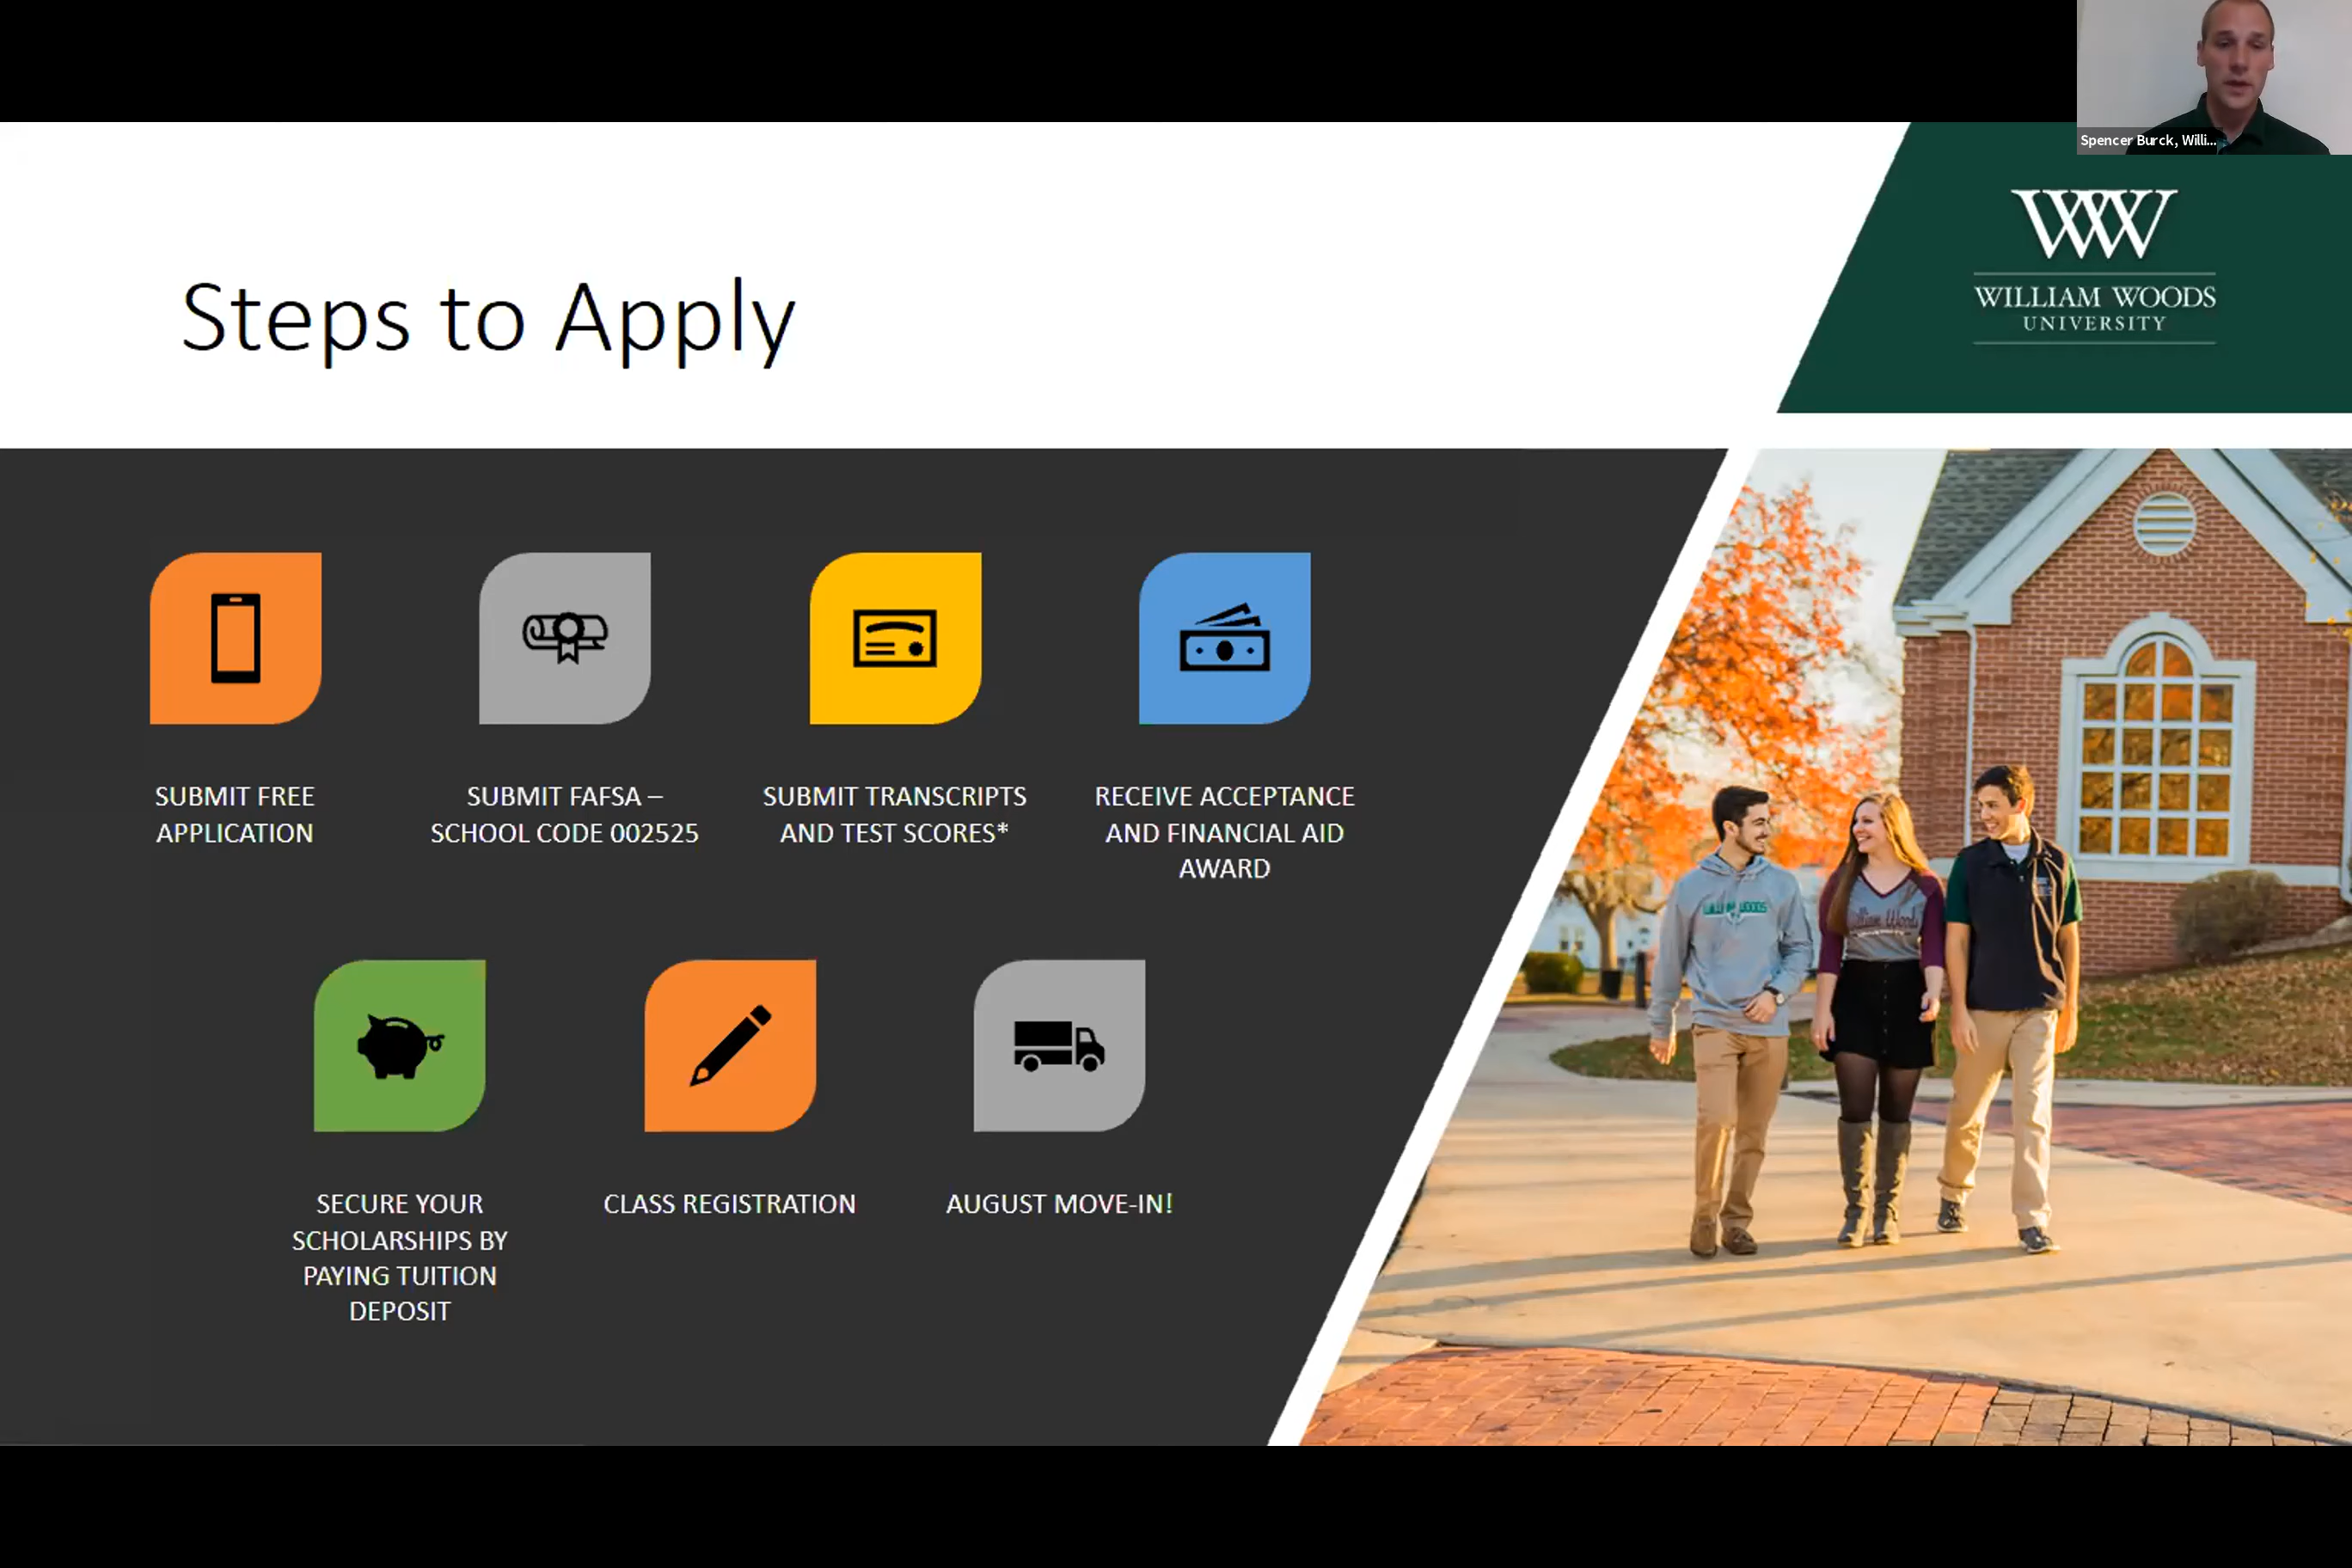 Spencer Burck, Willi...
WILLIAM WOODS
UNIVERSITY
Steps to Apply
SUBMIT FREE
APPLICATION
SUBMIT FAFSA –
SCHOOL CODE 002525
SUBMIT TRANSCRIPTS
AND TEST SCORES*
RECEIVE ACCEPTANCE
AND FINANCIAL AID
AWARD
SECURE YOUR
SCHOLARSHIPS BY
PAYING TUITION
DEPOSIT
CLASS REGISTRATION
AUGUST MOVE-IN!
William Woods